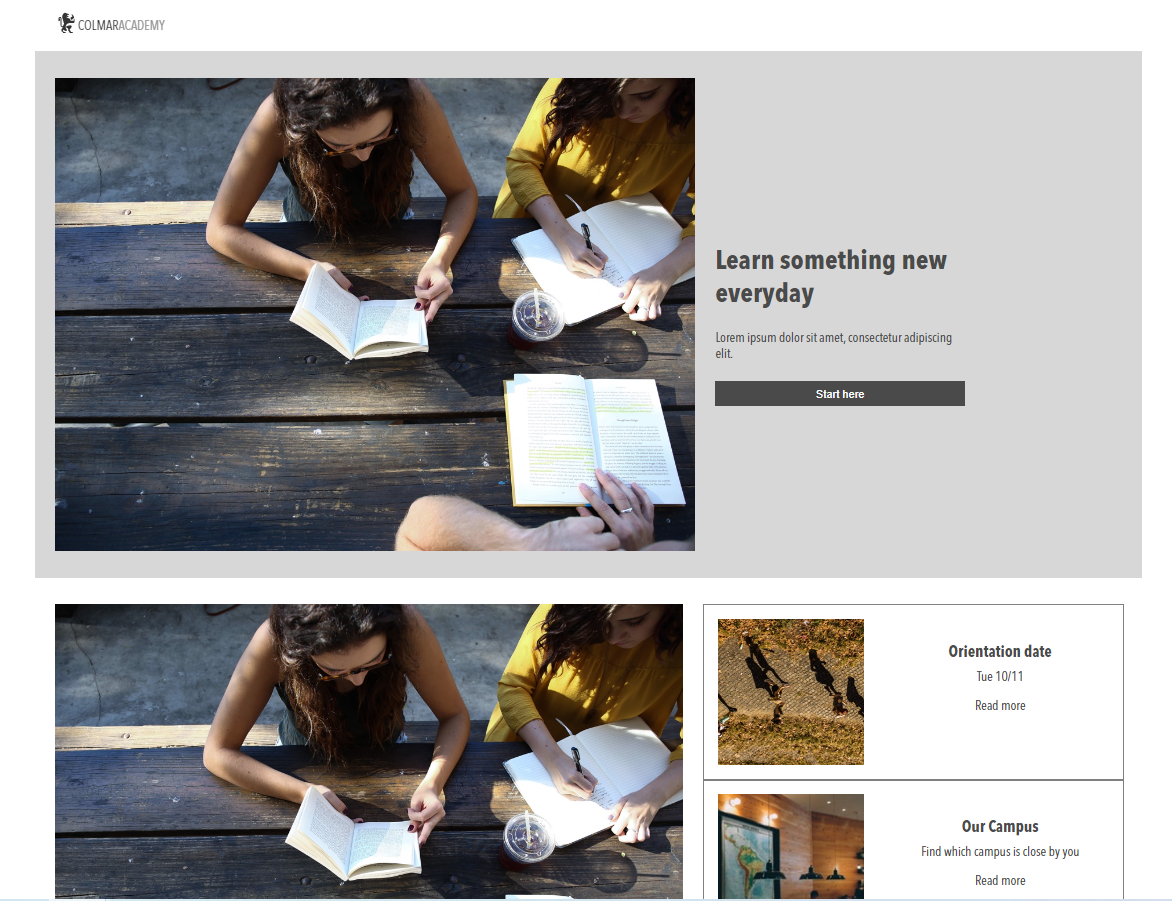 COLMARACADEMY
Learn something new
everyday
Lorem ipsum dolor sit amet, consectetur adipiscing
elit.
Start here
Orientation date
Tue 10/11
Read more
Our Campus
Find which campus is close by you
Read more